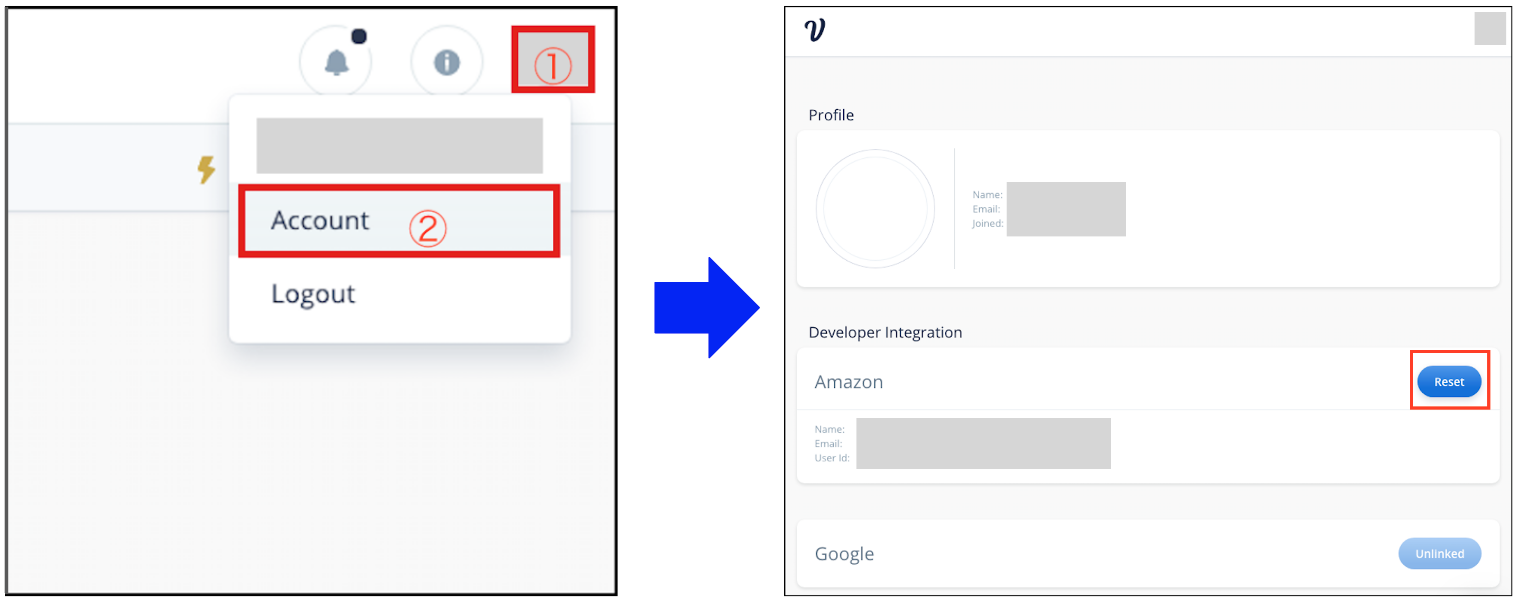 ①
Account ②
Logout
V
Profile
Name:
Email:
Joined:
Developer Integration
Amazon
Reset
Name:
Email:
User Id:
Google
Unlinked